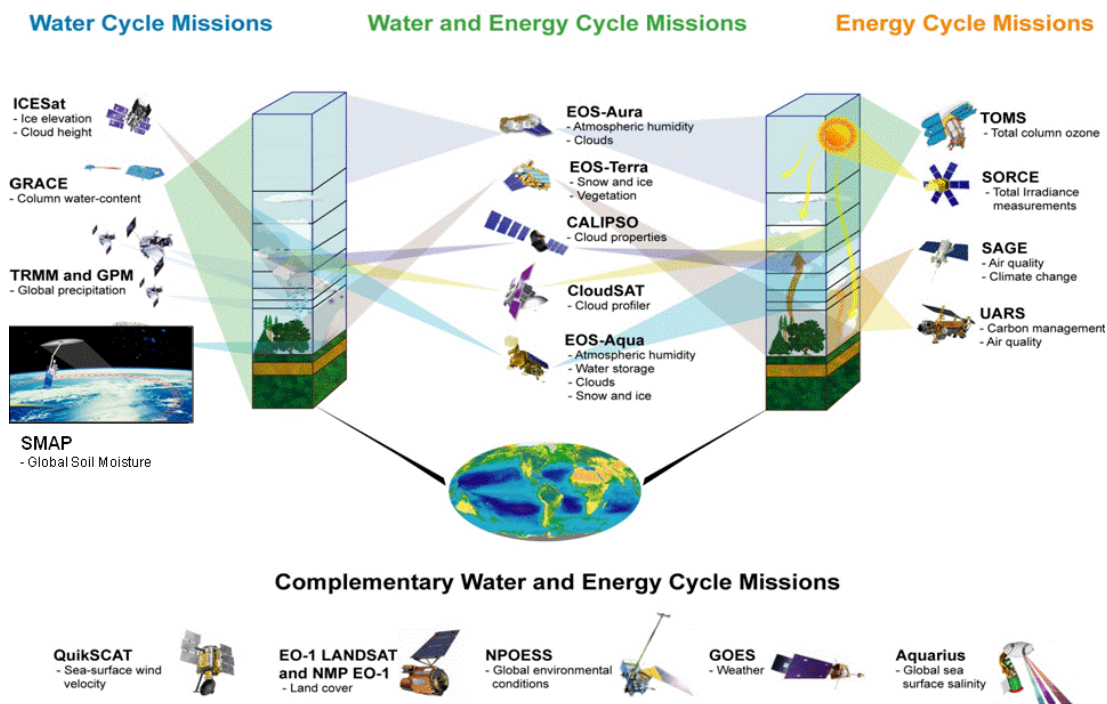 Water Cycle Missions
Water and Energy Cycle Missions
Energy Cycle Missions
ICESat
- Ice elevation
- Cloud height
GRACE
- Column water-content
TRMM and GPM
- Global precipitation
SMAP
- Global Soil Moisture
EOS-Aura
- Atmospheric humidity
- Clouds
EOS-Terra
- Snow and ice
- Vegetation
CALIPSO
- Cloud properties
CloudSAT
- Cloud profiler
EOS-Aqua
- Atmospheric humidity
- Water storage
- Clouds
- Snow and ice
TOMS
- Total column ozone
SORCE
- Total Irradiance
measurements
SAGE
- Air quality
- Climate change
UARS
- Carbon management
- Air quality
Complementary Water and Energy Cycle Missions
QuikSCAT
- Sea-surface wind
velocity
EO-1 LANDSAT
and NMP EO-1
- Land cover
NPOESS
- Global environmental
conditions
GOES
- Weather
Aquarius
- Global sea
surface salinity